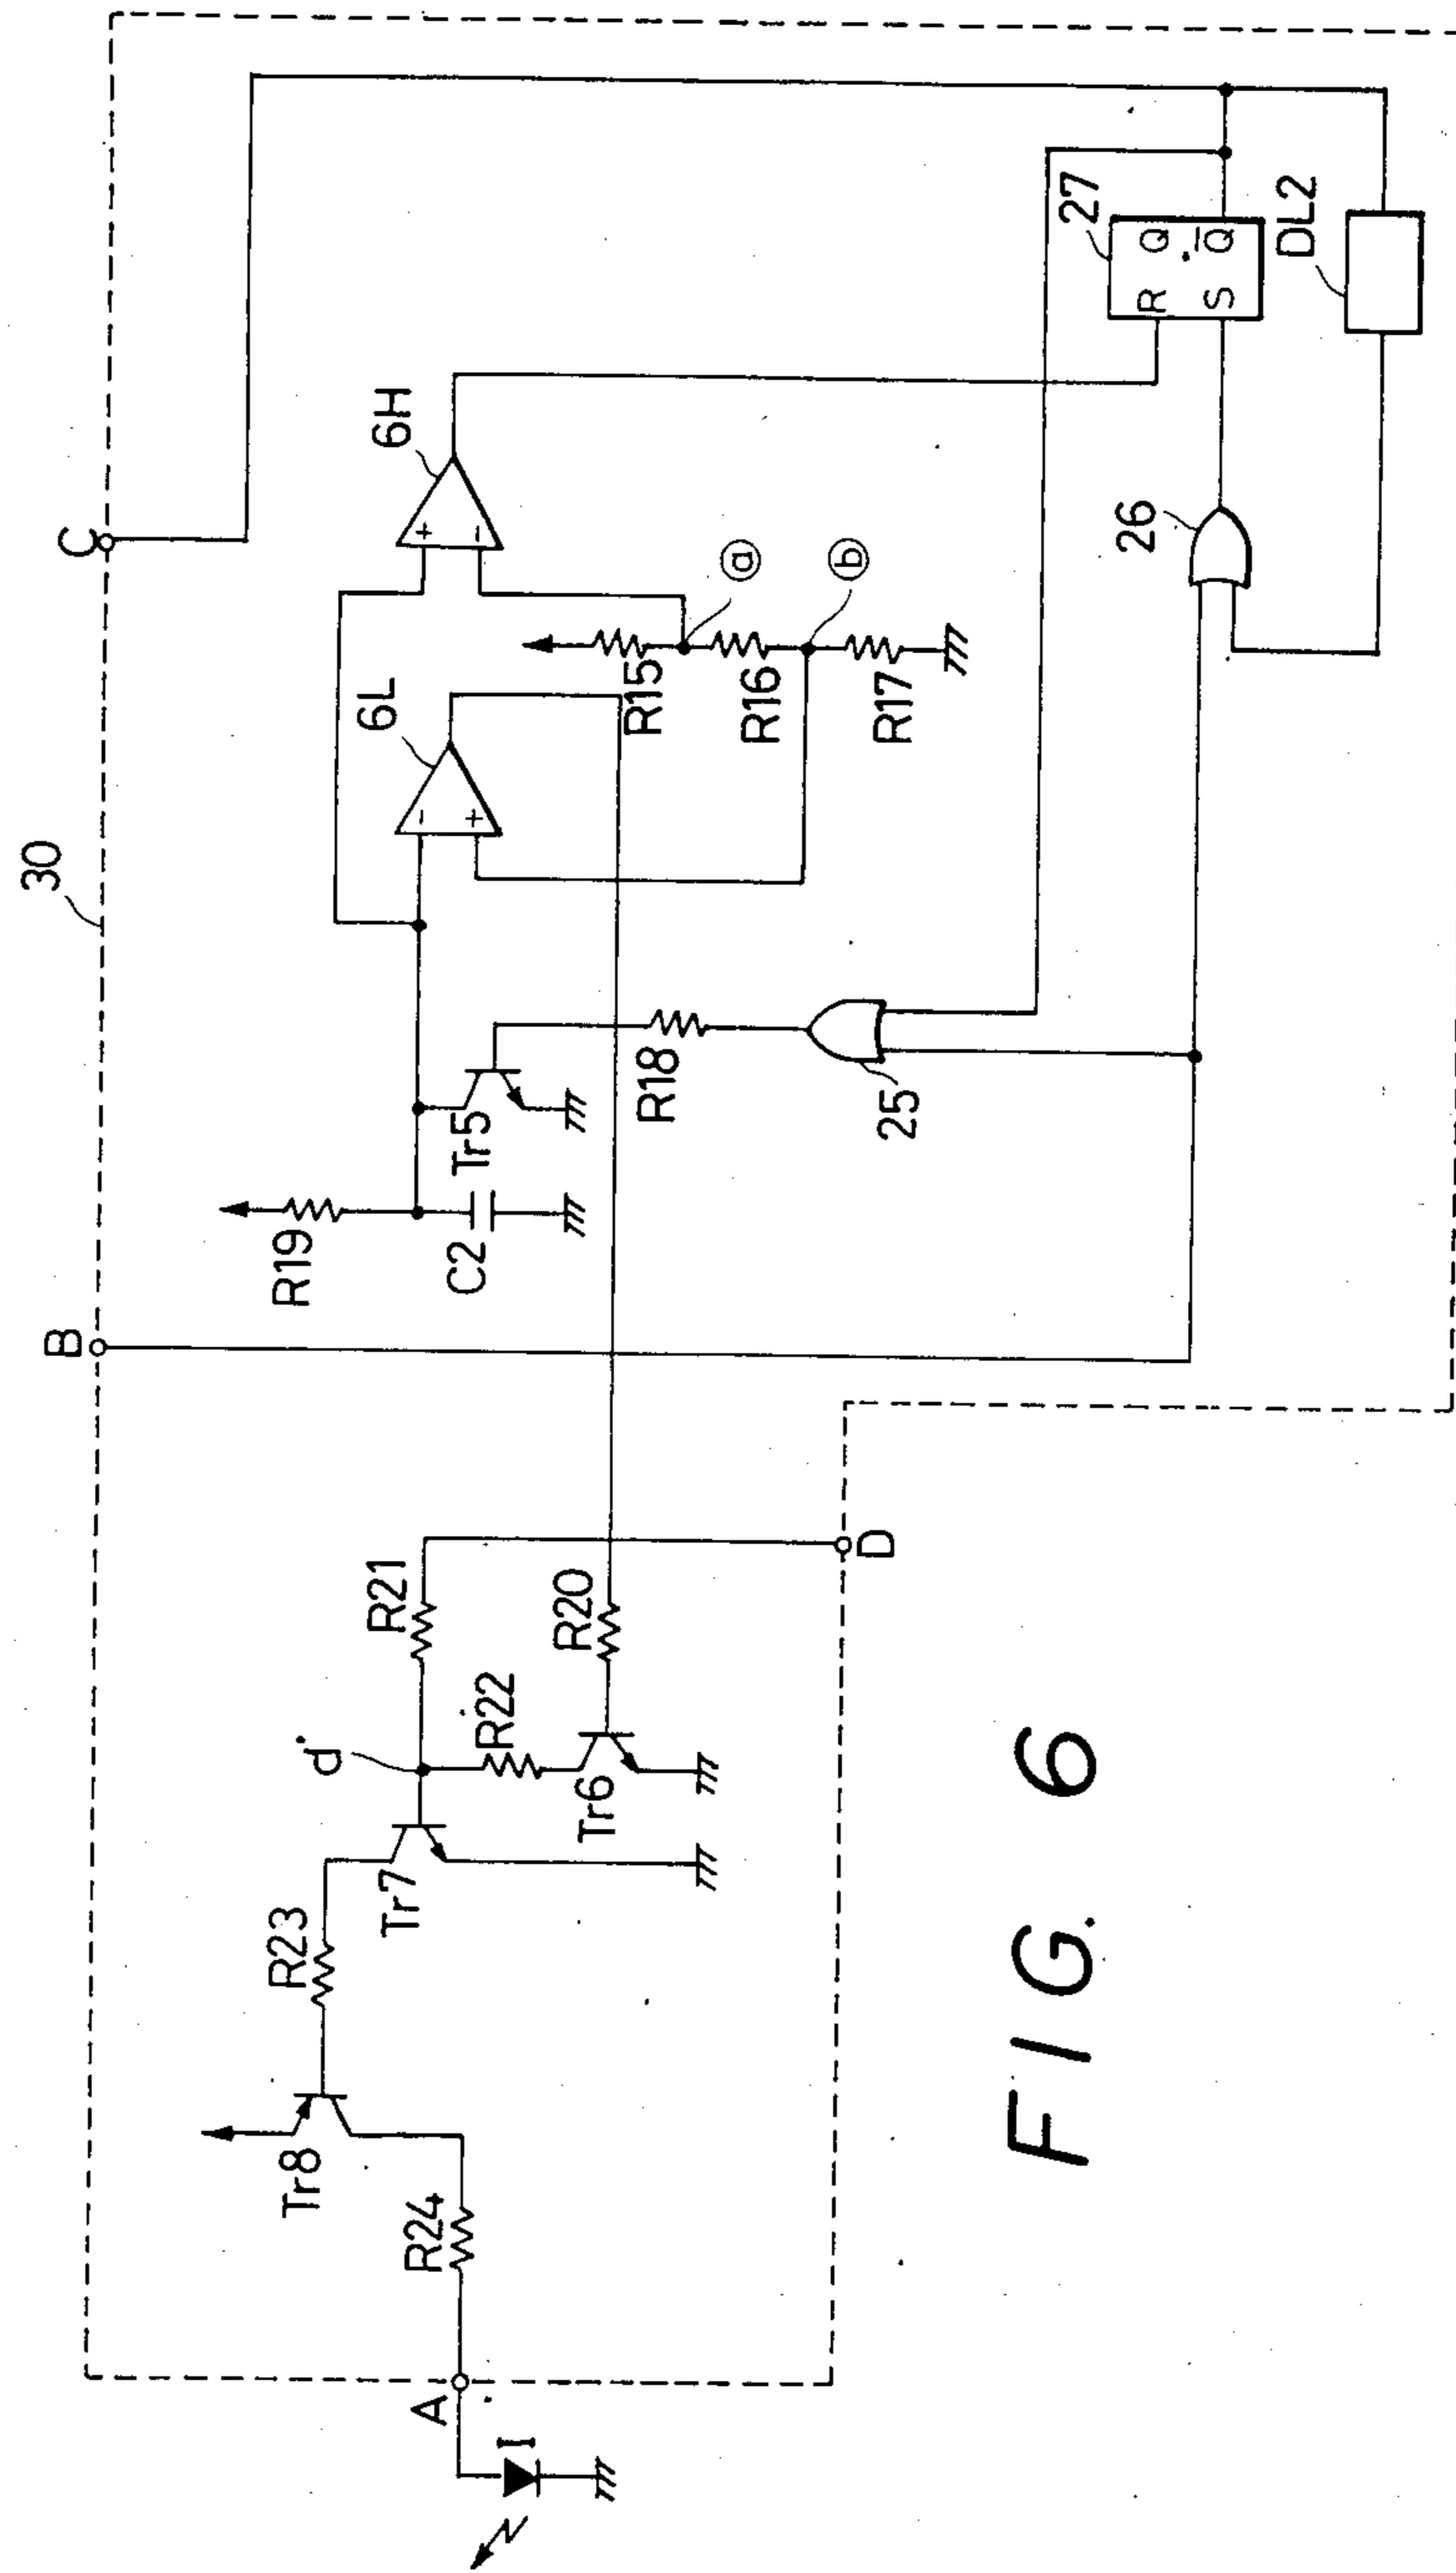 30
A
B
C
D
I
R24
Tr8
R23
Tr7
d
R21
R22
Tr6
R20
R19
C2
Tr5
R18
25
6L
-
+
6H
+
-
R15
ⓐ
R16
ⓑ
R17
26
27
R Q
S Q̅
DL2
FIG. 6